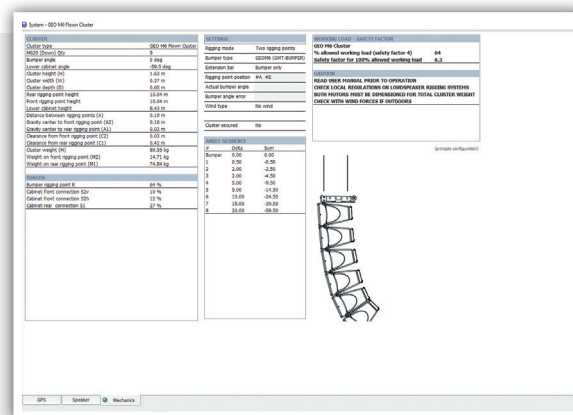 System - GEO M6 Flown Cluster
CLUSTER
Cluster type GEO M6 Flown Cluster
M620 (Down) Qty 9
Bumper angle 0 deg
Lower cabinet angle -59.5 deg
Cluster height (H) 1.63 m
Cluster width (W) 0.37 m
Cluster depth (D) 0.65 m
Rear rigging point height 10.04 m
Front rigging point height 10.04 m
Lower cabinet height 8.43 m
Distance between rigging points (A) 0.19 m
Gravity center to front rigging point (A2) 0.16 m
Gravity center to rear rigging point (A1) 0.03 m
Clearance from front rigging point (C2) 0.03 m
Clearance from rear rigging point (C1) 0.42 m
Cluster weight (M) 89.55 kg
Weight on front rigging point (M2) 14.71 kg
Weight on rear rigging point (M1) 74.84 kg
FORCES
Bumper rigging point R 64 %
Cabinet front connection S2v 10 %
Cabinet front connection S2h 12 %
Cabinet rear connection S1 27 %
SETTINGS
Rigging mode Two rigging points
Bumper type GEOM6 (GMT-BUMPER)
Extension bar Bumper only
Rigging point position #A #E
Actual bumper angle
Bumper angle error
Wind type No wind
Cluster secured No
ANGLE SEQUENCE
# Delta Sum
Bumper 0.00 0.00
1 0.50 -0.50
2 2.00 -2.50
3 2.00 -4.50
4 5.00 -9.50
5 5.00 -14.50
6 10.00 -24.50
7 15.00 -39.50
8 20.00 -59.50
WORKING LOAD - SAFETY FACTOR
GEO M6 Cluster
% allowed working load (safety factor 4) 64
Safety factor for 100% allowed working load 6.3
CAUTION
READ USER MANUAL PRIOR TO OPERATION
CHECK LOCAL REGULATIONS ON LOUDSPEAKER RIGGING SYSTEMS
BOTH MOTORS MUST BE DIMENSIONED FOR TOTAL CLUSTER WEIGHT
CHECK WITH WIND FORCES IF OUTDOORS
(principle configuration)
GPS Speaker Mechanics